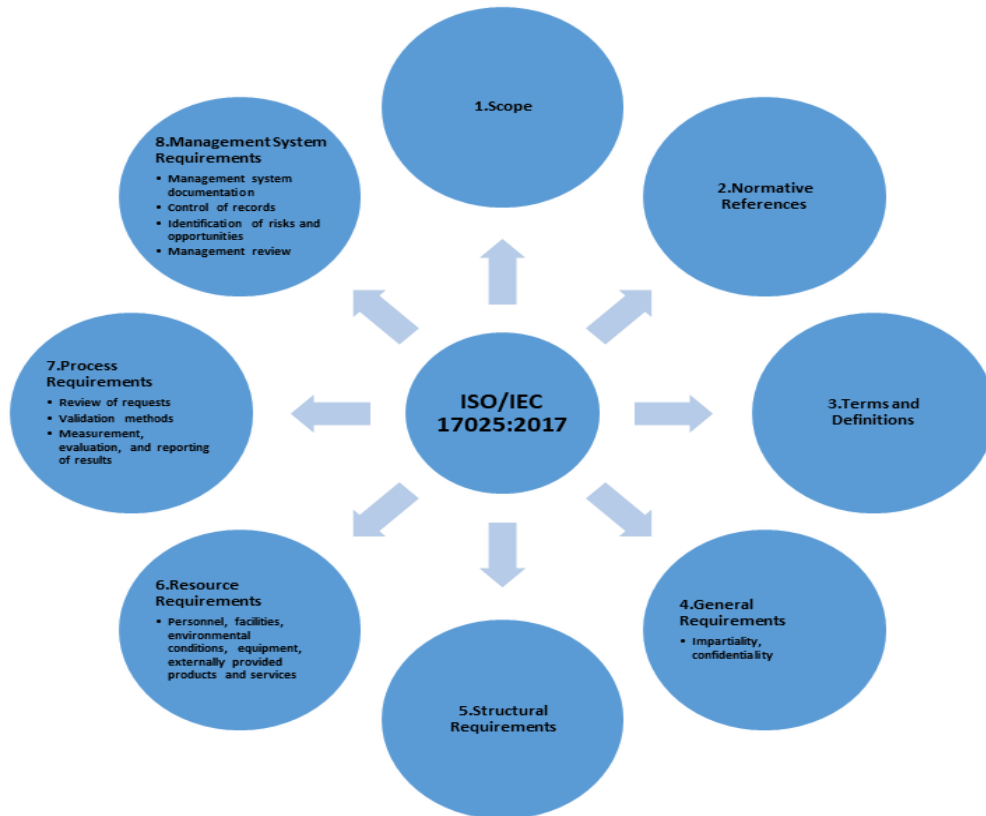 1.Scope
2.Normative
References
3.Terms and
Definitions
4.General
Requirements
▪ Impartiality,
confidentiality
5.Structural
Requirements
6.Resource
Requirements
▪ Personnel, facilities,
environmental
conditions, equipment,
externally provided
products and services
7.Process
Requirements
▪ Review of requests
▪ Validation methods
▪ Measurement,
evaluation, and reporting
of results
8.Management System
Requirements
▪ Management system
documentation
▪ Control of records
▪ Identification of risks and
opportunities
▪ Management review
ISO/IEC
17025:2017